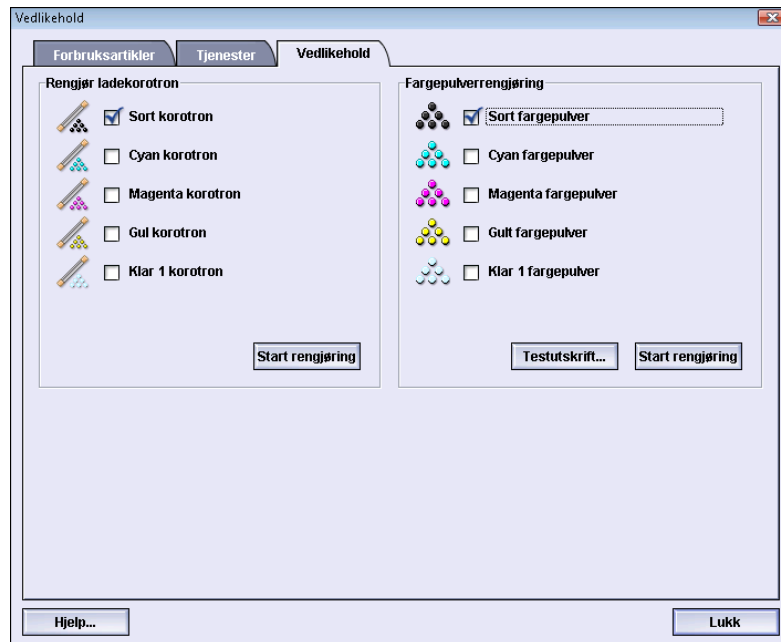 Vedlikehold
Forbruksartikler
Tjenester
Vedlikehold
Rengjør ladekorotron
Sort korotron
Cyan korotron
Magenta korotron
Gul korotron
Klar 1 korotron
Start rengjøring
Fargepulverrengjøring
Sort fargepulver
Cyan fargepulver
Magenta fargepulver
Gult fargepulver
Klar 1 fargepulver
Testutskrift...
Start rengjøring
Hjelp...
Lukk